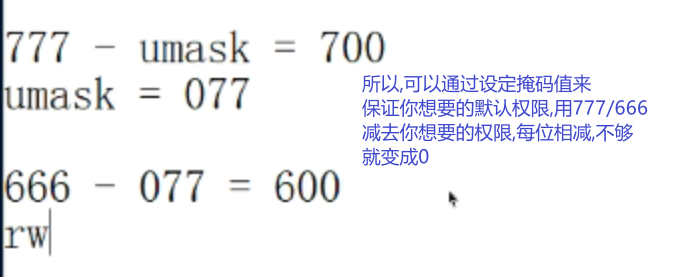 777 - umask = 700
umask = 077
所以,可以通过设定掩码值来
保证你想要的默认权限,用777/666
减去你想要的权限,每位相减,不够
就变成0
666 - 077 = 600
rw